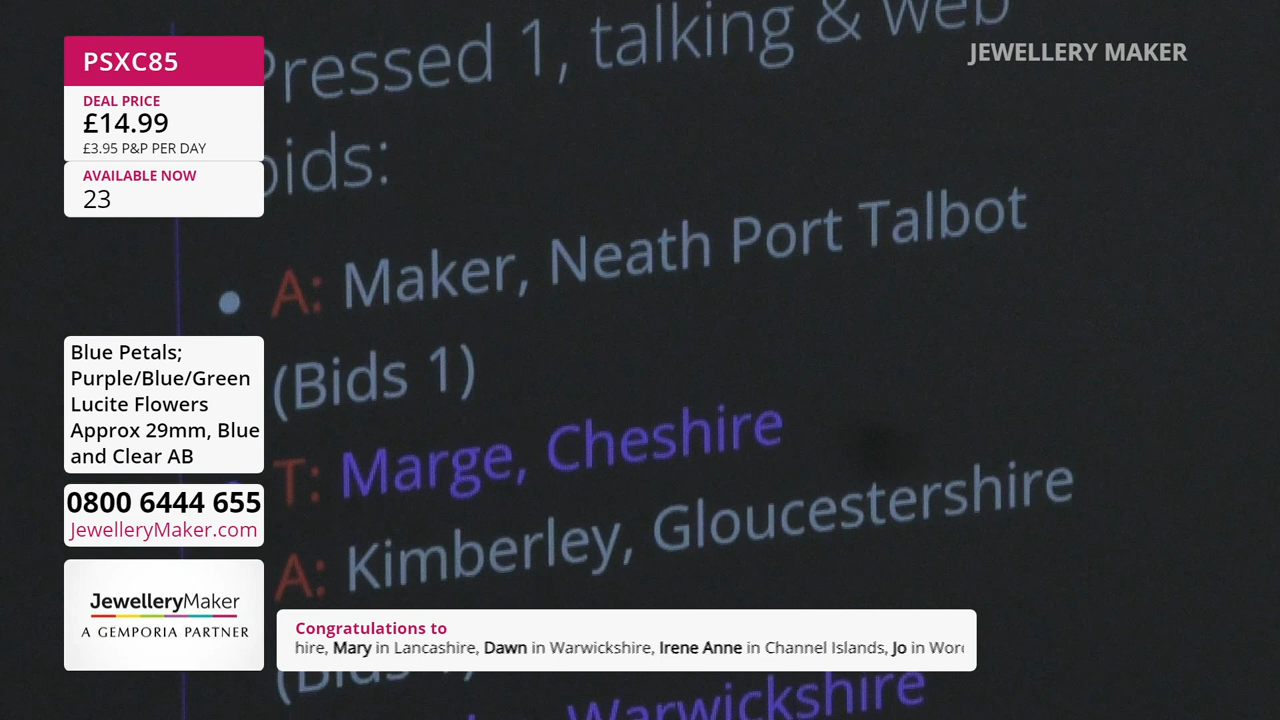 PSXC85
DEAL PRICE
£14.99
£3.95 P&P PER DAY
AVAILABLE NOW
23
Blue Petals;
Purple/Blue/Green
Lucite Flowers
Approx 29mm, Blue
and Clear AB
0800 6444 655
JewelleryMaker.com
JewelleryMaker
A GEMPORIA PARTNER
JEWELLERY MAKER
Pressed 1, talking & web
bids:
A: Maker, Neath Port Talbot
(Bids 1)
T: Marge, Cheshire
A: Kimberley, Gloucestershire
Warwickshire
Congratulations to
hire, Mary in Lancashire, Dawn in Warwickshire, Irene Anne in Channel Islands, Jo in